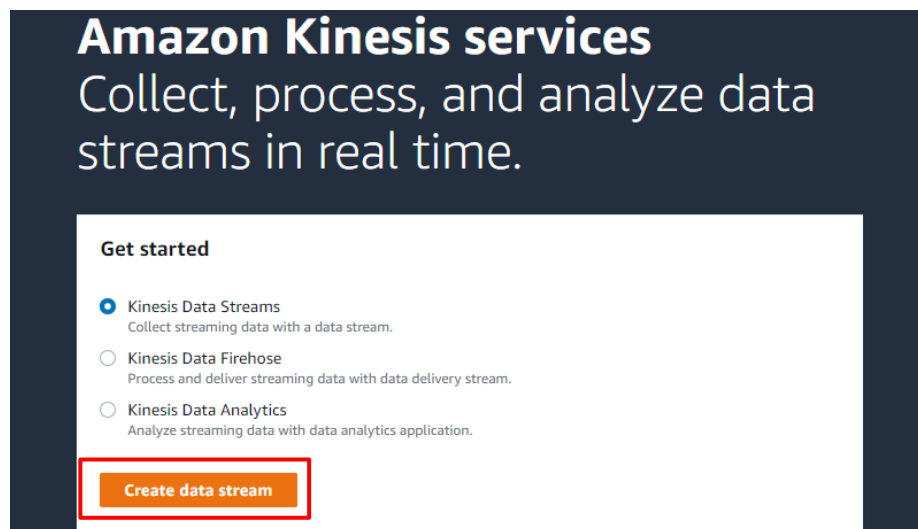 Amazon Kinesis services
Collect, process, and analyze data
streams in real time.
Get started
Kinesis Data Streams
Collect streaming data with a data stream.
Kinesis Data Firehose
Process and deliver streaming data with data delivery stream.
Kinesis Data Analytics
Analyze streaming data with data analytics application.
Create data stream